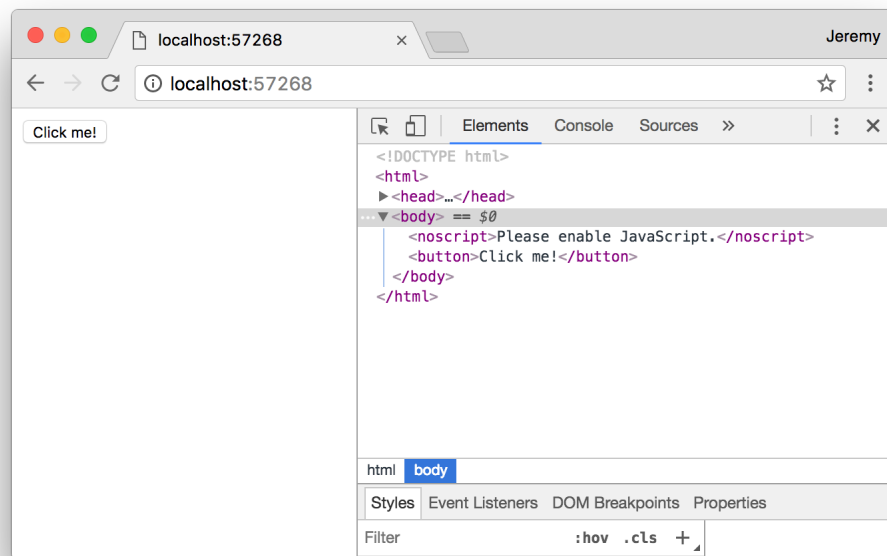 localhost:57268
Jeremy
localhost:57268
Click me!
Elements Console Sources »
<!DOCTYPE html>
<html>
<head>…</head>
<body> == $0
<noscript>Please enable JavaScript.</noscript>
<button>Click me!</button>
</body>
</html>
html body
Styles Event Listeners DOM Breakpoints Properties
Filter :hov .cls +